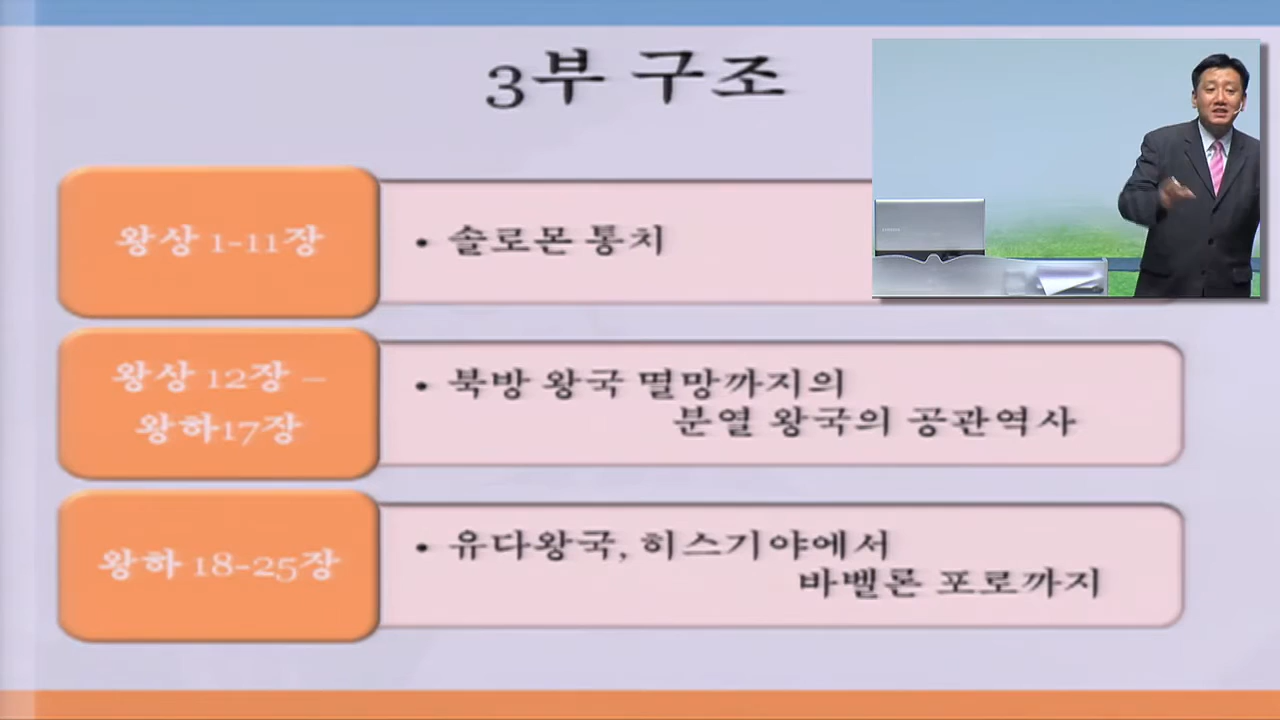 3부 구조
왕상 1-11장
• 솔로몬 통치
왕상 12장 –
왕하17장
• 북방 왕국 멸망까지의
분열 왕국의 공관역사
왕하 18-25장
• 유다왕국, 히스기야에서
바벨론 포로까지